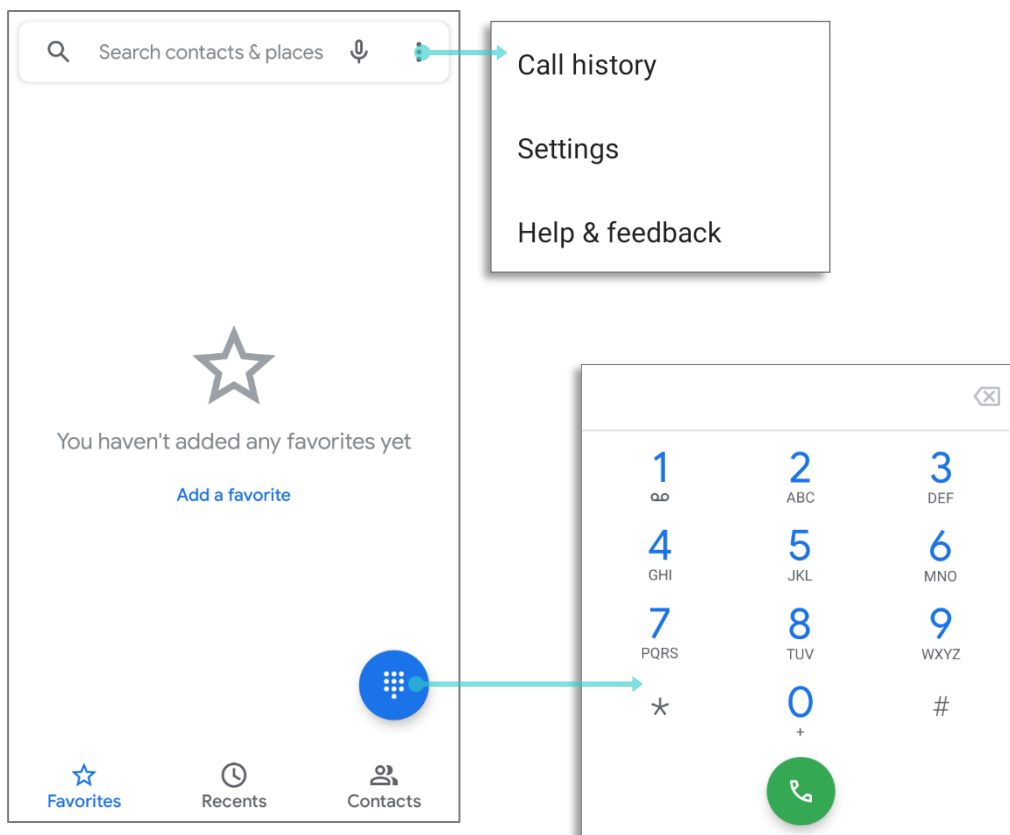 Search contacts & places
Call history
Settings
Help & feedback
You haven't added any favorites yet
Add a favorite
1 2 3
ABC DEF
4 5 6
GHI JKL MNO
7 8 9
PQRS TUV WXYZ
* 0 #
+
Favorites Recents Contacts